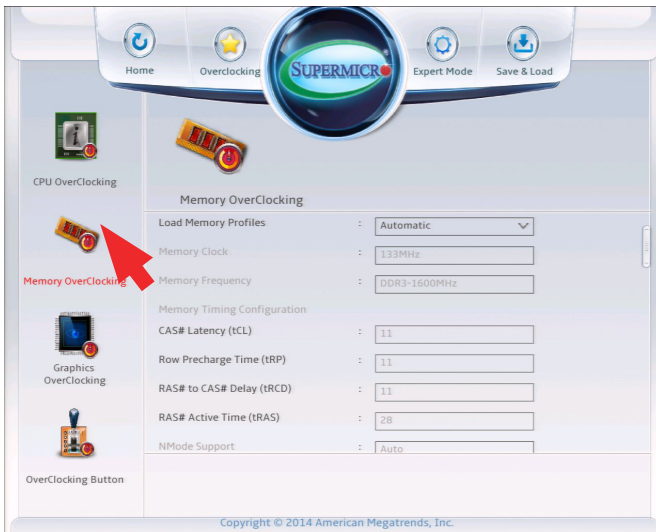 Home
Overclocking
SUPERMICR
Expert Mode
Save & Load
CPU OverClocking
Memory OverClocking
Graphics
OverClocking
OverClocking Button
Memory OverClocking
Load Memory Profiles : Automatic
Memory Clock : 133MHz
Memory Frequency : DDR3-1600MHz
Memory Timing Configuration
CAS# Latency (tCL) : 11
Row Precharge Time (tRP) : 11
RAS# to CAS# Delay (tRCD) : 11
RAS# Active Time (tRAS) : 28
NMode Support : Auto
Copyright © 2014 American Megatrends, Inc.